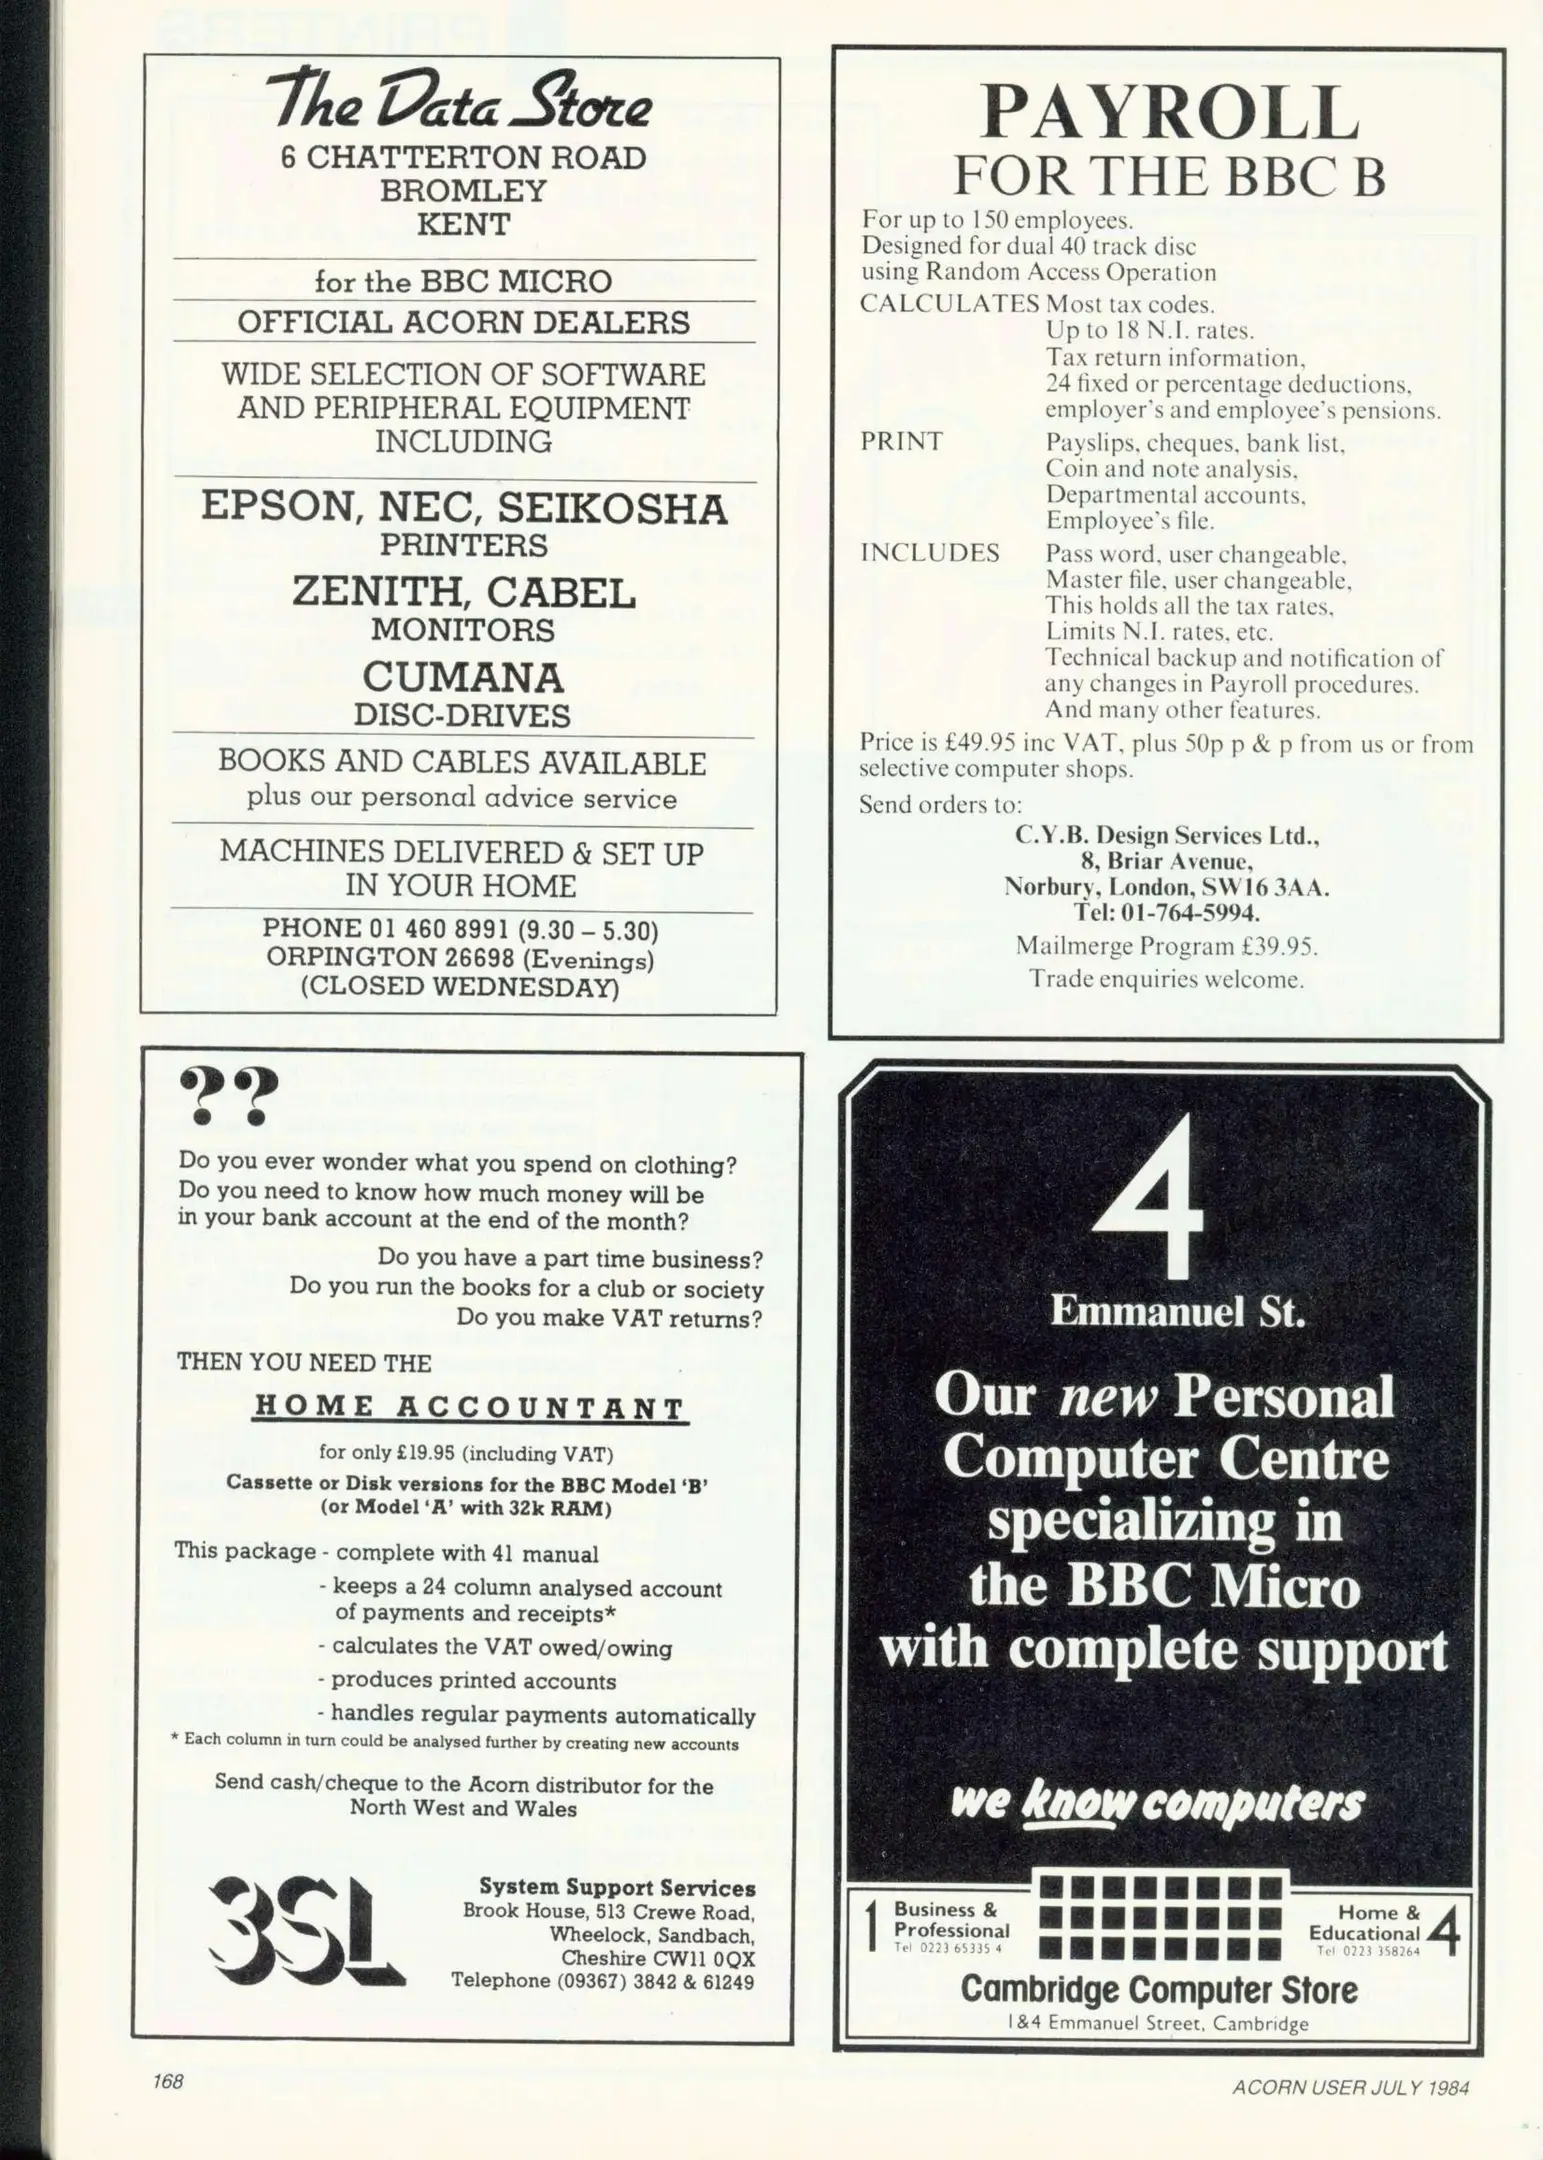 The Data Store
6 CHATTERTON ROAD
BROMLEY
KENT
for the BBC MICRO
OFFICIAL ACORN DEALERS
WIDE SELECTION OF SOFTWARE
AND PERIPHERAL EQUIPMENT
INCLUDING
EPSON, NEC, SEIKOSHA
PRINTERS
ZENITH, CABEL
MONITORS
CUMANA
DISC-DRIVES
BOOKS AND CABLES AVAILABLE
plus our personal advice service
MACHINES DELIVERED & SET UP
IN YOUR HOME
PHONE 01 460 8991 (9.30 – 5.30)
ORPINGTON 26698 (Evenings)
(CLOSED WEDNESDAY)
PAYROLL
FOR THE BBC B
For up to 150 employees.
Designed for dual 40 track disc
using Random Access Operation
CALCULATES Most tax codes.
Up to 18 N.I. rates.
Tax return information,
24 fixed or percentage deductions,
employer's and employee's pensions.
PRINT Payslips, cheques, bank list,
Coin and note analysis,
Departmental accounts,
Employee's file.
INCLUDES Pass word, user changeable,
Master file, user changeable,
This holds all the tax rates,
Limits N.I. rates, etc.
Technical backup and notification of
any changes in Payroll procedures.
And many other features.
Price is £49.95 inc VAT, plus 50p p & p from us or from
selective computer shops.
Send orders to:
C.Y.B. Design Services Ltd.,
8, Briar Avenue,
Norbury, London, SW16 3AA.
Tel: 01-764-5994.
Mailmerge Program £39.95.
Trade enquiries welcome.
??
Do you ever wonder what you spend on clothing?
Do you need to know how much money will be
in your bank account at the end of the month?
Do you have a part time business?
Do you run the books for a club or society
Do you make VAT returns?
THEN YOU NEED THE
HOME ACCOUNTANT
for only £19.95 (including VAT)
Cassette or Disk versions for the BBC Model 'B'
(or Model 'A' with 32k RAM)
This package - complete with 41 manual
- keeps a 24 column analysed account
of payments and receipts*
- calculates the VAT owed/owing
- produces printed accounts
- handles regular payments automatically
* Each column in turn could be analysed further by creating new accounts
Send cash/cheque to the Acorn distributor for the
North West and Wales
3SL
System Support Services
Brook House, 513 Crewe Road,
Wheelock, Sandbach,
Cheshire CW11 0QX
Telephone (09367) 3842 & 61249
4
Emmanuel St.
Our new Personal
Computer Centre
specializing in
the BBC Micro
with complete support
we know computers
1 Business &
Professional
Tel 0223 65335 4
Home & 4
Educational
Tel 0223 358264
Cambridge Computer Store
1&4 Emmanuel Street, Cambridge
168
ACORN USER JULY 1984